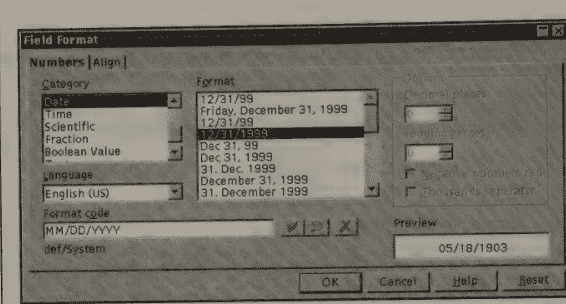 Field Format
Numbers Align
Category
Date
Time
Scientific
Fraction
Boolean Value
Language
English (US)
Format
12/31/99
Friday, December 31, 1999
12/31/99
12/31/1999
Dec 31, 99
Dec 31, 1999
31. Dec. 1999
December 31, 1999
31. December 1999
Options
Decimal places
0
zeroes
0
Negative numbers red
Thousands separator
Format code
MM/DD/YYYY
def/System
Preview
05/18/1903
OK Cancel Help Reset